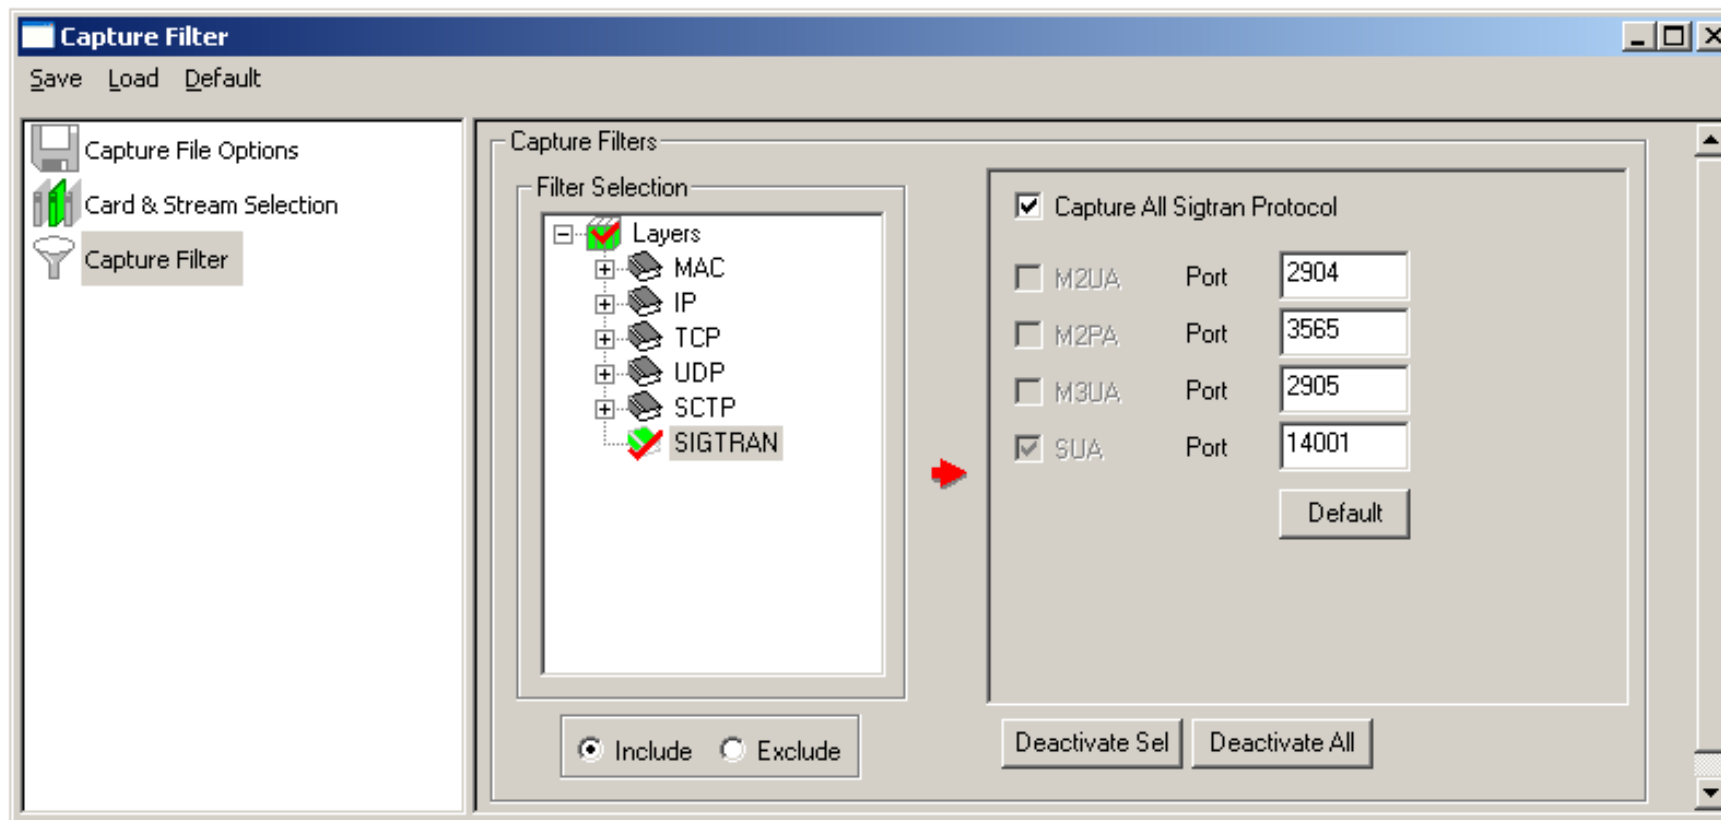 Capture Filter
Save Load Default
Capture File Options
Card & Stream Selection
Capture Filter
Capture Filters
Filter Selection
Layers
MAC
IP
TCP
UDP
SCTP
SIGTRAN
Include Exclude
Capture All Sigtran Protocol
M2UA Port 2904
M2PA Port 3565
M3UA Port 2905
SUA Port 14001
Default
Deactivate Sel Deactivate All